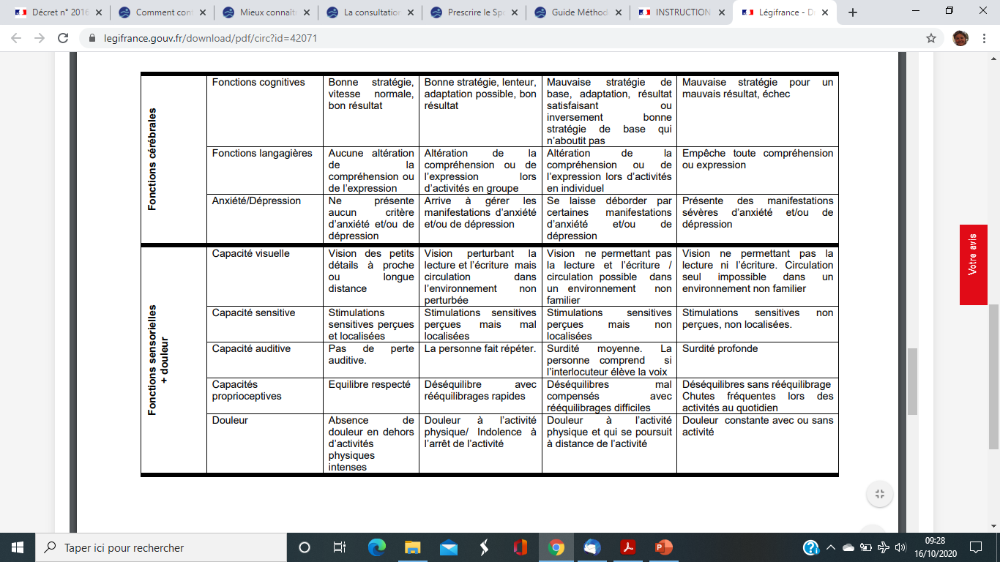 Décret n° 2016
Comment con
Mieux connaît
La consultation
Prescrire le Spo
Guide Méthod
INSTRUCTION
Légifrance - D
legifrance.gouv.fr/download/pdf/circ?id=42071
Fonctions cérébrales
Fonctions cognitives
Bonne stratégie,
vitesse normale,
bon résultat
Bonne stratégie, lenteur,
adaptation possible, bon
résultat
Mauvaise stratégie de
base, adaptation, résultat
satisfaisant ou
inversement bonne
stratégie de base qui
n'aboutit pas
Mauvaise stratégie pour un
mauvais résultat, échec
Fonctions langagières
Aucune altération
de la
compréhension ou
de l'expression
Altération de la
compréhension ou de
l'expression lors
d'activités en groupe
Altération de la
compréhension ou de
l'expression lors d'activités
en individuel
Empêche toute compréhension
ou expression
Anxiété/Dépression
Ne présente
aucun critère
d'anxiété et/ou de
dépression
Arrive à gérer les
manifestations d'anxiété
et/ou de dépression
Se laisse déborder par
certaines manifestations
d'anxiété et/ou de
dépression
Présente des manifestations
sévères d'anxiété et/ou de
dépression
Fonctions sensorielles
+ douleur
Capacité visuelle
Vision des petits
détails à proche
ou longue
distance
Vision perturbant la
lecture et l'écriture mais
circulation dans
l'environnement non
perturbée
Vision ne permettant pas
la lecture et l'écriture /
circulation possible dans
un environnement non
familier
Vision ne permettant pas la
lecture ni l'écriture. Circulation
seul impossible dans un
environnement non familier
Capacité sensitive
Stimulations
sensitives perçues
et localisées
Stimulations sensitives
perçues mais mal
localisées
Stimulations sensitives
perçues mais non
localisées
Stimulations sensitives non
perçues, non localisées.
Capacité auditive
Pas de perte
auditive.
La personne fait répéter.
Surdité moyenne. La
personne comprend si
l'interlocuteur élève la voix
Surdité profonde
Capacités
proprioceptives
Equilibre respecté
Déséquilibre avec
rééquilibrages rapides
Déséquilibres mal
compensés avec
rééquilibrages difficiles
Déséquilibres sans rééquilibrage
Chutes fréquentes lors des
activités au quotidien
Douleur
Absence de
douleur en dehors
d'activités
physiques
intenses
Douleur à l'activité
physique/ Indolence à
l'arrêt de l'activité
Douleur à l'activité
physique et qui se poursuit
à distance de l'activité
Douleur constante avec ou sans
activité
Votre avis
Taper ici pour rechercher
09:28
16/10/2020